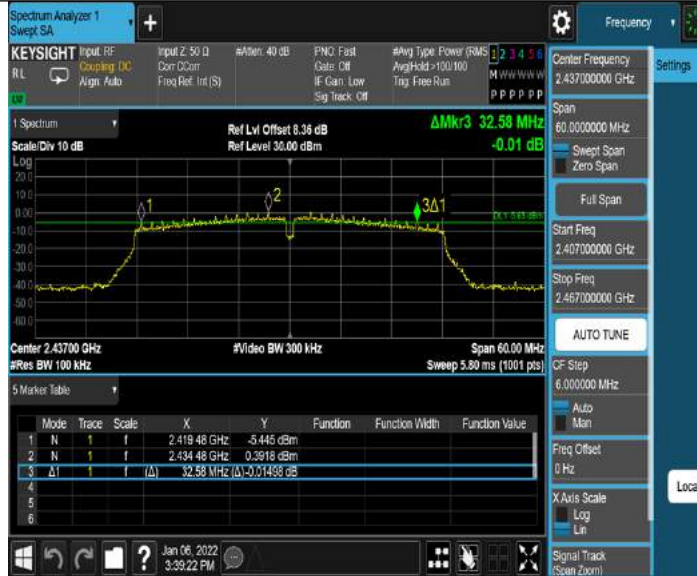 Spectrum Analyzer 1
Swept SA
+
Frequency
KEYSIGHT
RL
Input: RF
Coupling: DC
Align: Auto
Input Z: 50 Ω
Corr CCorr
Freq Ref: Int (S)
#Atten: 40 dB
PNO: Fast
Gate: Off
IF Gain: Low
Sig Track: Off
#Avg Type: Power (RMS
Avg|Hold >100/100
Trig: Free Run
1 2 3 4 5 6
M W W W W W
P P P P P P
1 Spectrum
Scale/Div 10 dB
Ref Lvl Offset 8.36 dB
Ref Level 30.00 dBm
ΔMkr3 32.58 MHz
-0.01 dB
Log
20.0
10.0
0.00
-10.0
-20.0
-30.0
-40.0
-50.0
-60.0
1
2
3Δ1
Center 2.43700 GHz
#Res BW 100 kHz
#Video BW 300 kHz
Span 60.00 MHz
Sweep 5.80 ms (1001 pts)
5 Marker Table
Mode Trace Scale X Y Function Function Width Function Value
1 N 1 f 2.419 48 GHz -5.445 dBm
2 N 1 f 2.434 48 GHz 0.3918 dBm
3 Δ1 1 f (Δ) 32.58 MHz (Δ) -0.01498 dB
4
5
6
Jan 06, 2022
3:39:22 PM
Center Frequency
2.437000000 GHz
Settings
Span
60.0000000 MHz
Swept Span
Zero Span
Full Span
Start Freq
2.407000000 GHz
Stop Freq
2.467000000 GHz
AUTO TUNE
CF Step
6.000000 MHz
Auto
Man
Freq Offset
0 Hz
X Axis Scale
Log
Lin
Signal Track
(Span Zoom)
Loca